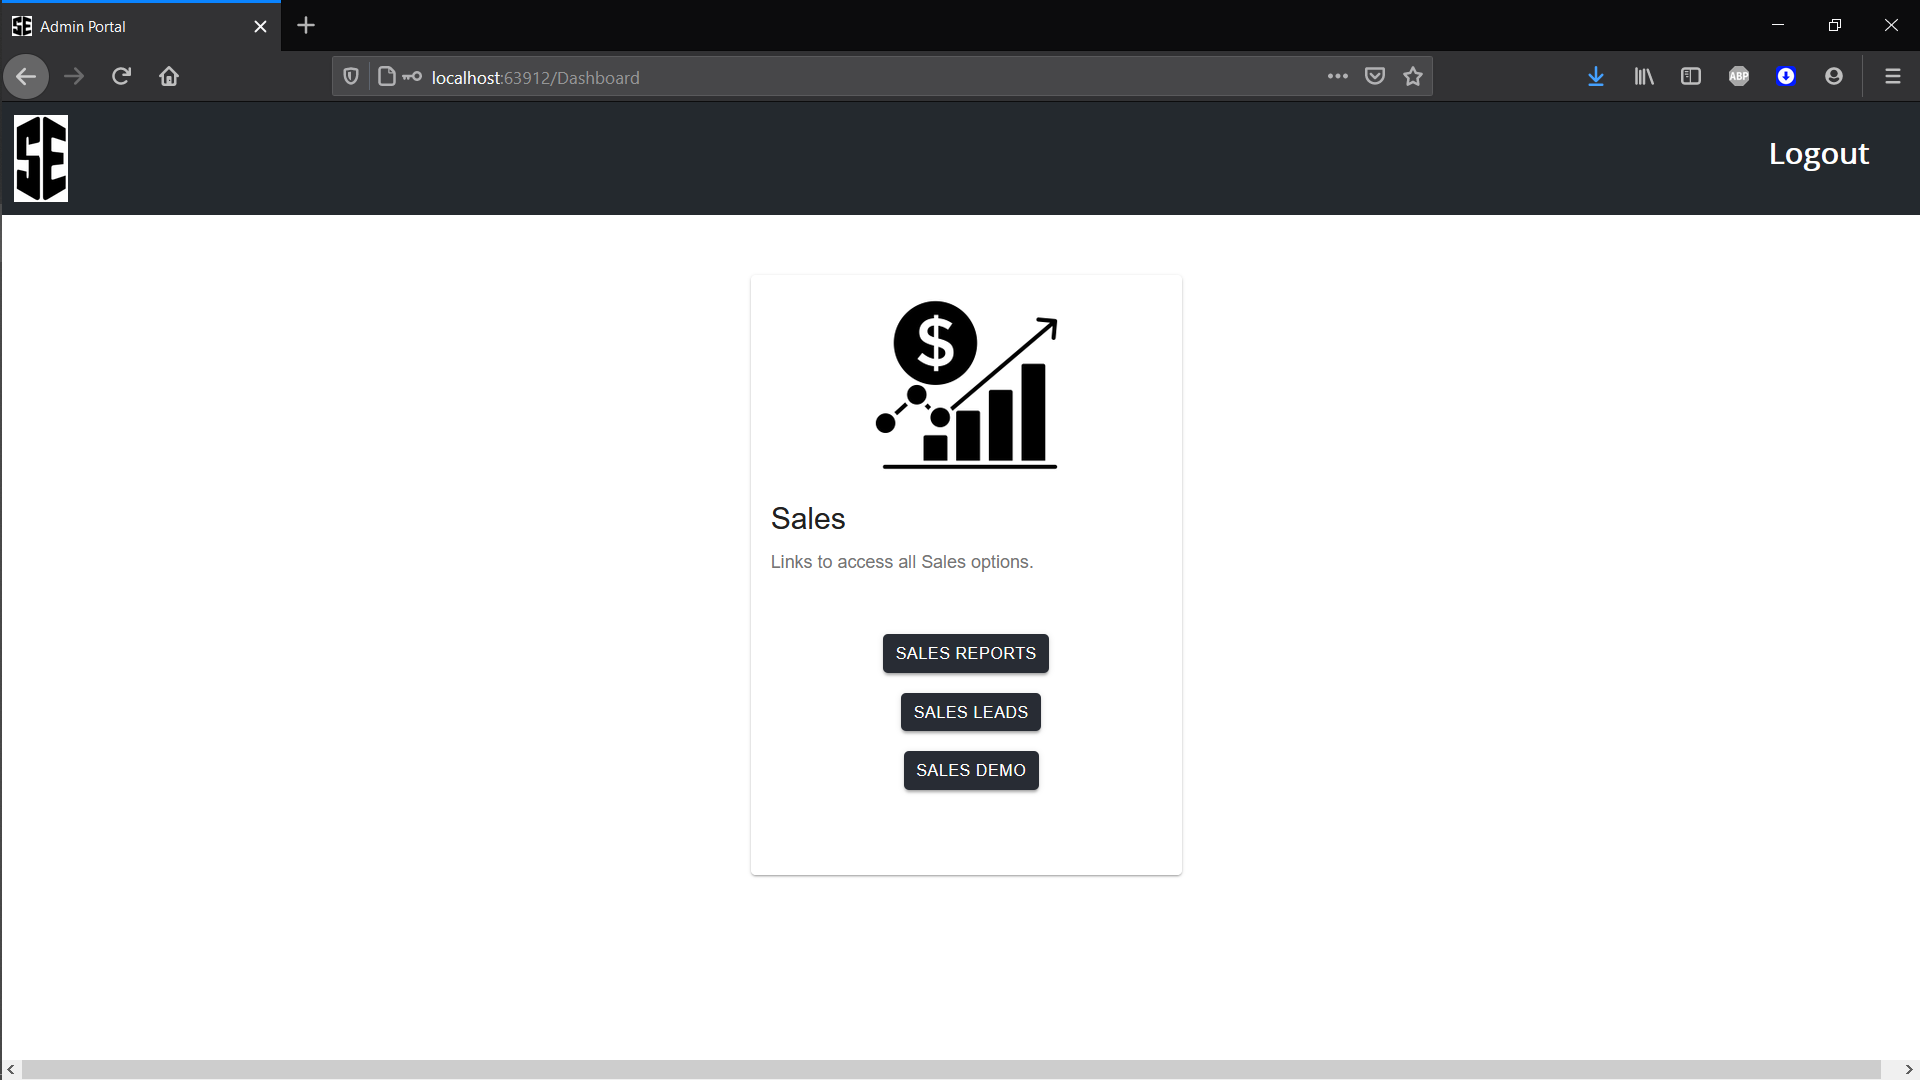 SE Admin Portal
localhost:63912/Dashboard
ABP
SE
Logout
$
Sales
Links to access all Sales options.
SALES REPORTS
SALES LEADS
SALES DEMO